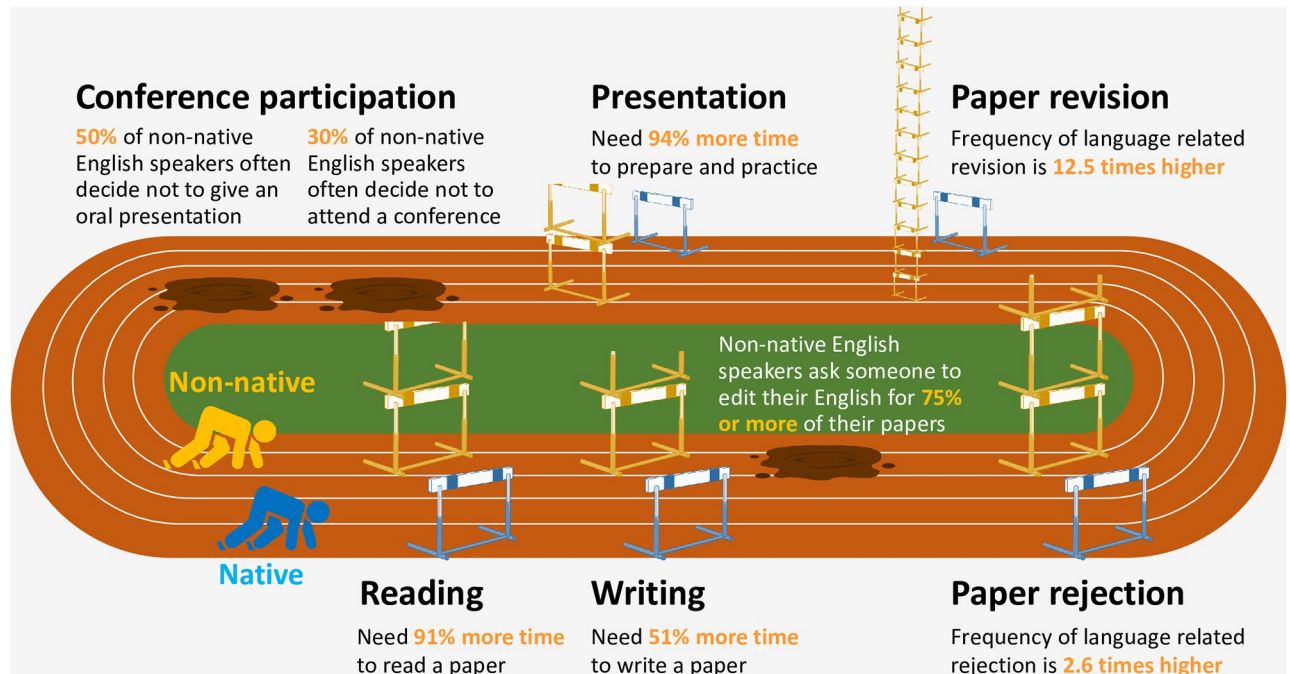 Conference participation
50% of non-native
English speakers often
decide not to give an
oral presentation
30% of non-native
English speakers
often decide not to
attend a conference
Presentation
Need 94% more time
to prepare and practice
Paper revision
Frequency of language related
revision is 12.5 times higher
Non-native English
speakers ask someone to
edit their English for 75%
or more of their papers
Non-native
Native
Reading
Need 91% more time
to read a paper
Writing
Need 51% more time
to write a paper
Paper rejection
Frequency of language related
rejection is 2.6 times higher